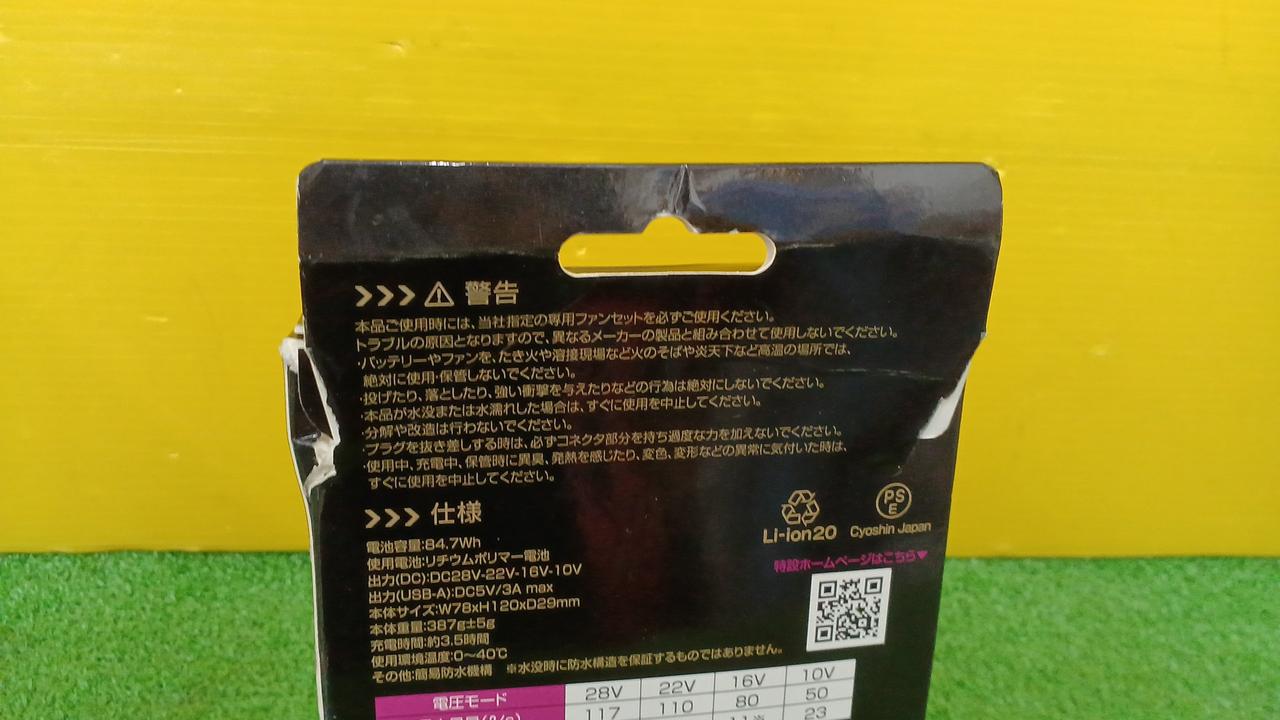 >>> ⚠ 警告
本品ご使用時には、当社指定の専用ファンセットを必ずご使用ください。
トラブルの原因となりますので、異なるメーカーの製品と組み合わせて使用しないでください。
・バッテリーやファンを、たき火や溶接現場など火のそばや炎天下など高温の場所では、
絶対に使用・保管しないでください。
・投げたり、落としたり、強い衝撃を与えたりなどの行為は絶対にしないでください。
・本品が水没または水濡れした場合は、すぐに使用を中止してください。
・分解や改造は行わないでください。
・プラグを抜き差しする時は、必ずコネクタ部分を持ち過度な力を加えないでください。
・使用中、充電中、保管時に異臭、発熱を感じたり、変色、変形などの異常に気付いた時は、
すぐに使用を中止してください。
>>> 仕様
電池容量:84.7Wh
使用電池:リチウムポリマー電池
出力(DC):DC28V-22V-16V-10V
出力(USB-A):DC5V/3A max
本体サイズ:W78xH120xD29mm
本体重量:387g±5g
充電時間:約3.5時間
使用環境温度:0〜40℃
その他:簡易防水機構 ※水没時に防水構造を保証するものではありません。
Li-ion20
PSE
Cyoshin Japan
特設ホームページはこちら▼
電圧モード 28V 22V 16V 10V
117 110 80 50
23